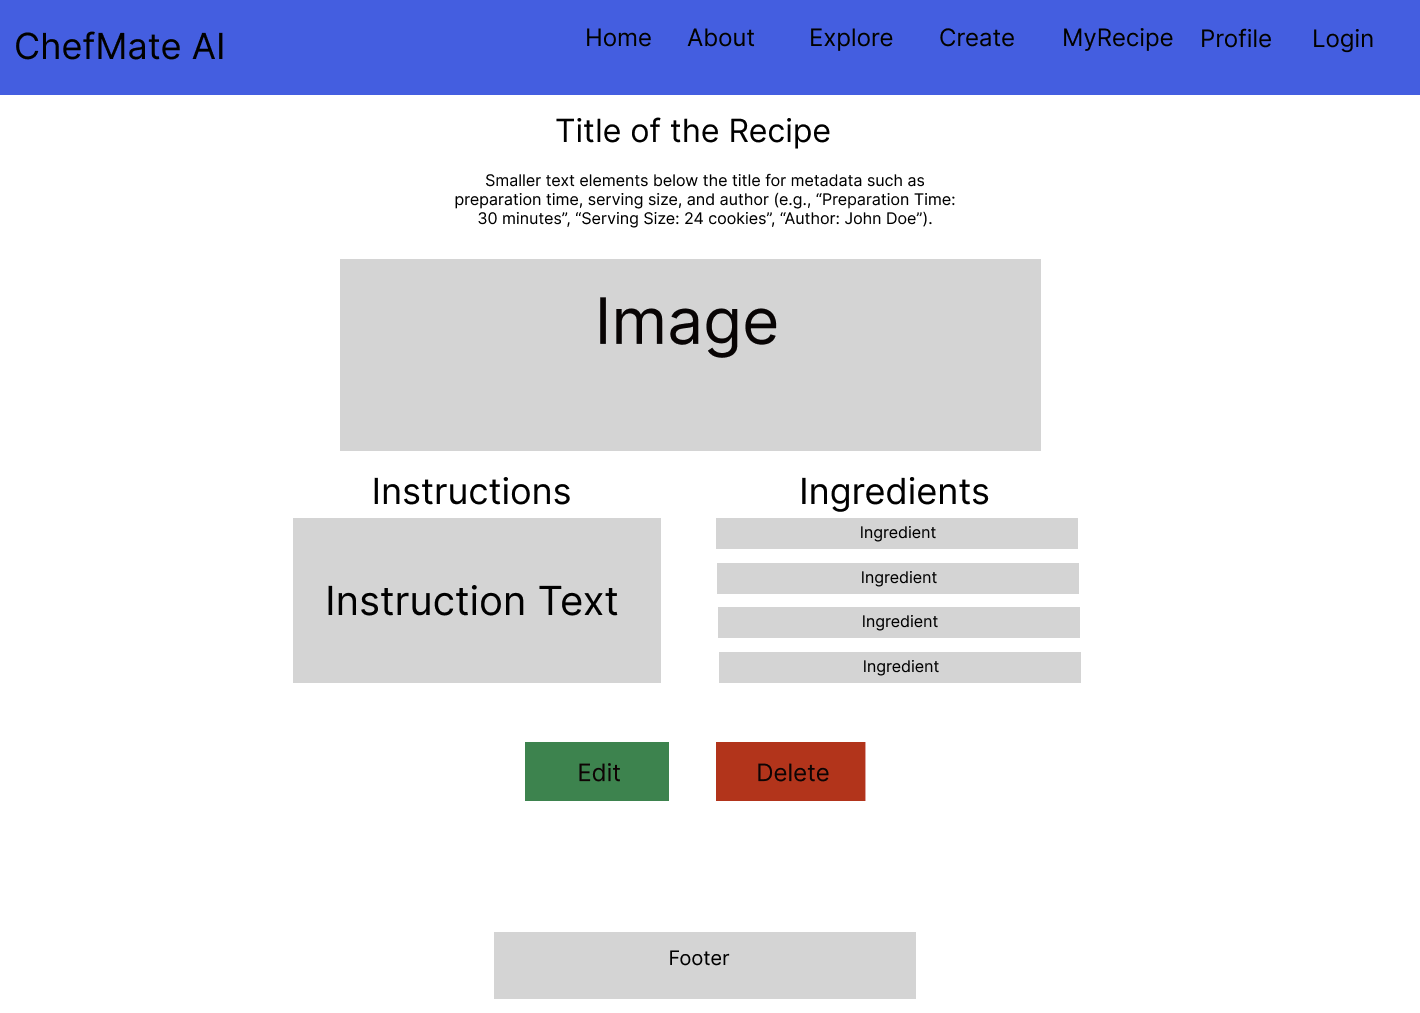 ChefMate AI
Home
About
Explore
Create
MyRecipe
Profile
Login
Title of the Recipe
Smaller text elements below the title for metadata such as
preparation time, serving size, and author (e.g., “Preparation Time:
30 minutes”, “Serving Size: 24 cookies”, “Author: John Doe”).
Image
Instructions
Instruction Text
Ingredients
Ingredient
Ingredient
Ingredient
Ingredient
Edit
Delete
Footer